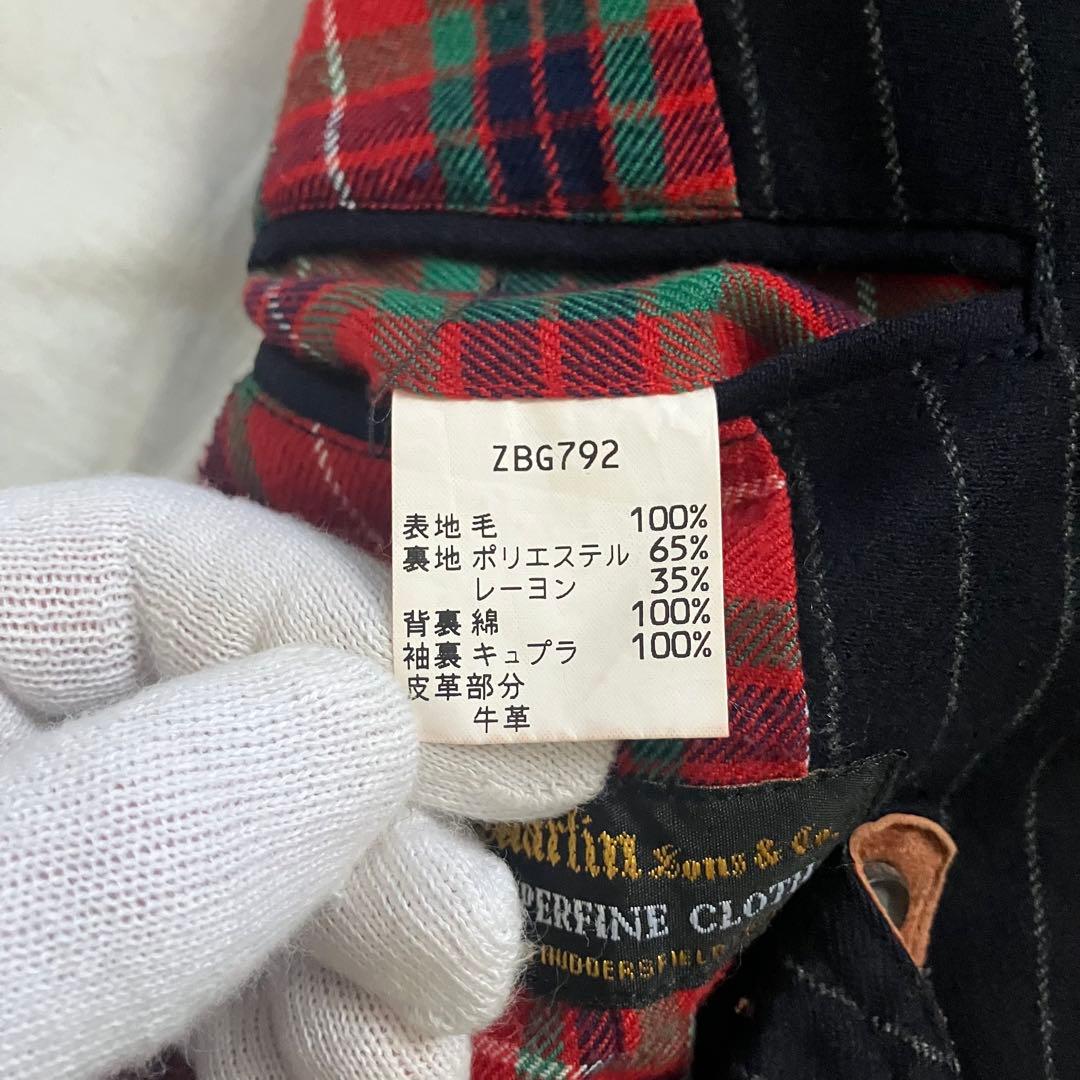 ZBG792
表地 毛 100%
裏地 ポリエステル 65%
レーヨン 35%
背裏 綿 100%
袖裏 キュプラ 100%
皮革部分
牛革
Sons & Co.
FINE CLOTH
HUDDERSFIELD